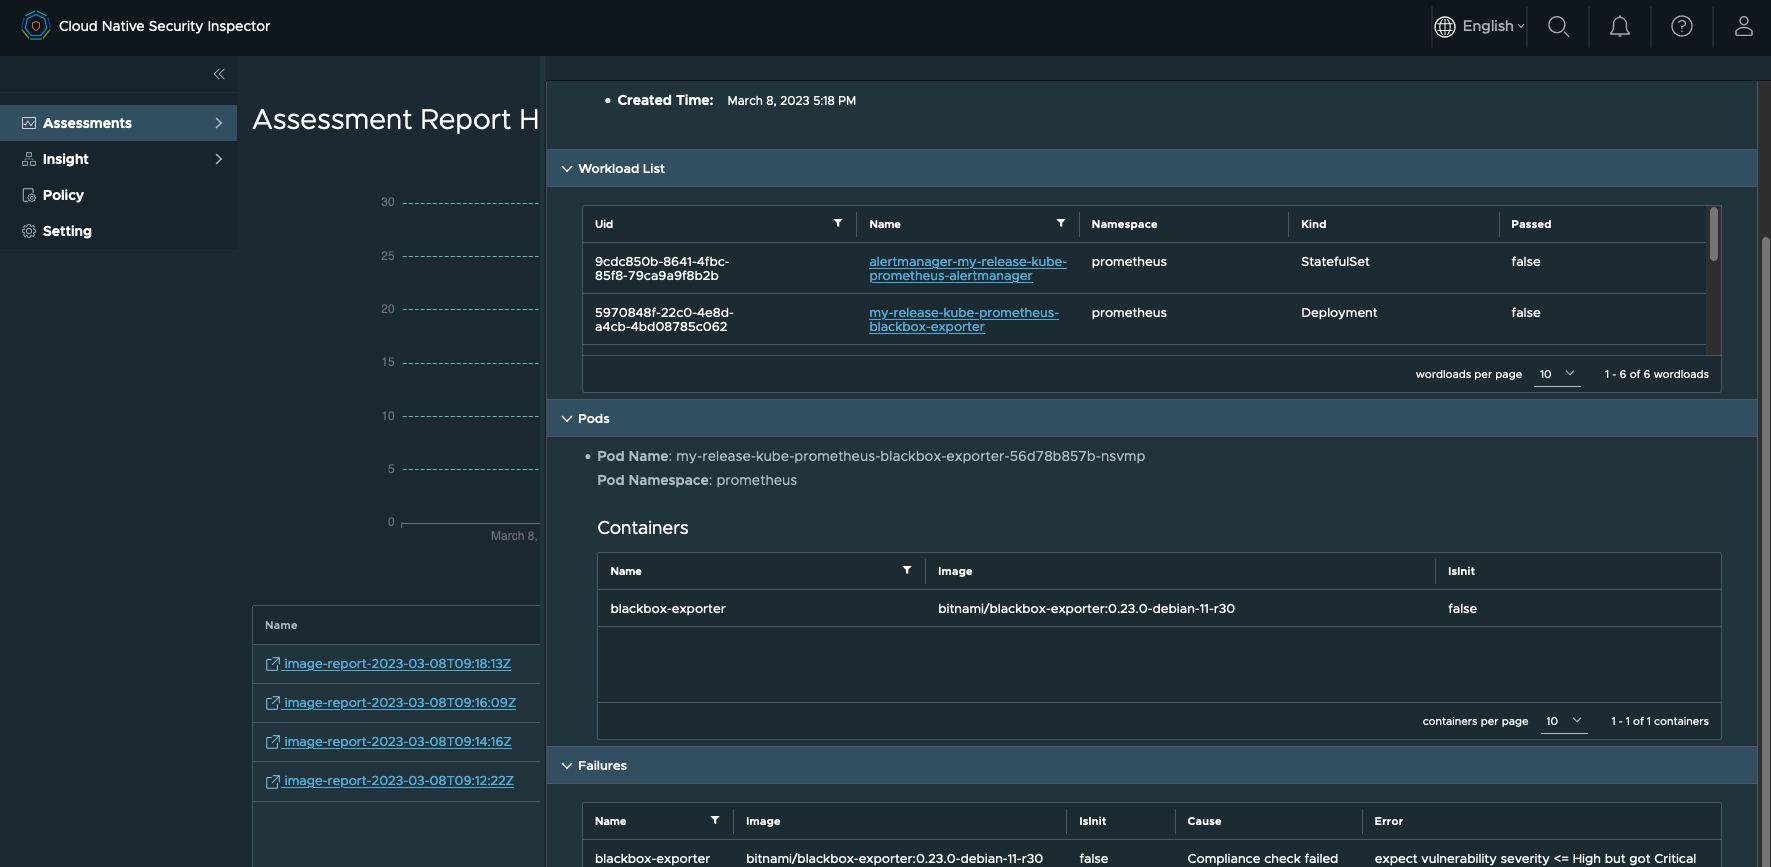 Cloud Native Security Inspector
English
Assessments
Insight
Policy
Setting
Assessment Report H
30
25
20
15
10
5
0
March 8,
Name
image-report-2023-03-08T09:18:13Z
image-report-2023-03-08T09:16:09Z
image-report-2023-03-08T09:14:16Z
image-report-2023-03-08T09:12:22Z
• Created Time: March 8, 2023 5:18 PM
Workload List
Uid Name Namespace Kind Passed
9cdc850b-8641-4fbc- alertmanager-my-release-kube- prometheus StatefulSet false
85f8-79ca9a9f8b2b prometheus-alertmanager
5970848f-22c0-4e8d- my-release-kube-prometheus- prometheus Deployment false
a4cb-4bd08785c062 blackbox-exporter
wordloads per page 10 1 - 6 of 6 wordloads
Pods
• Pod Name: my-release-kube-prometheus-blackbox-exporter-56d78b857b-nsvmp
Pod Namespace: prometheus
Containers
Name Image IsInit
blackbox-exporter bitnami/blackbox-exporter:0.23.0-debian-11-r30 false
containers per page 10 1 - 1 of 1 containers
Failures
Name Image IsInit Cause Error
blackbox-exporter bitnami/blackbox-exporter:0.23.0-debian-11-r30 false Compliance check failed expect vulnerability severity <= High but got Critical